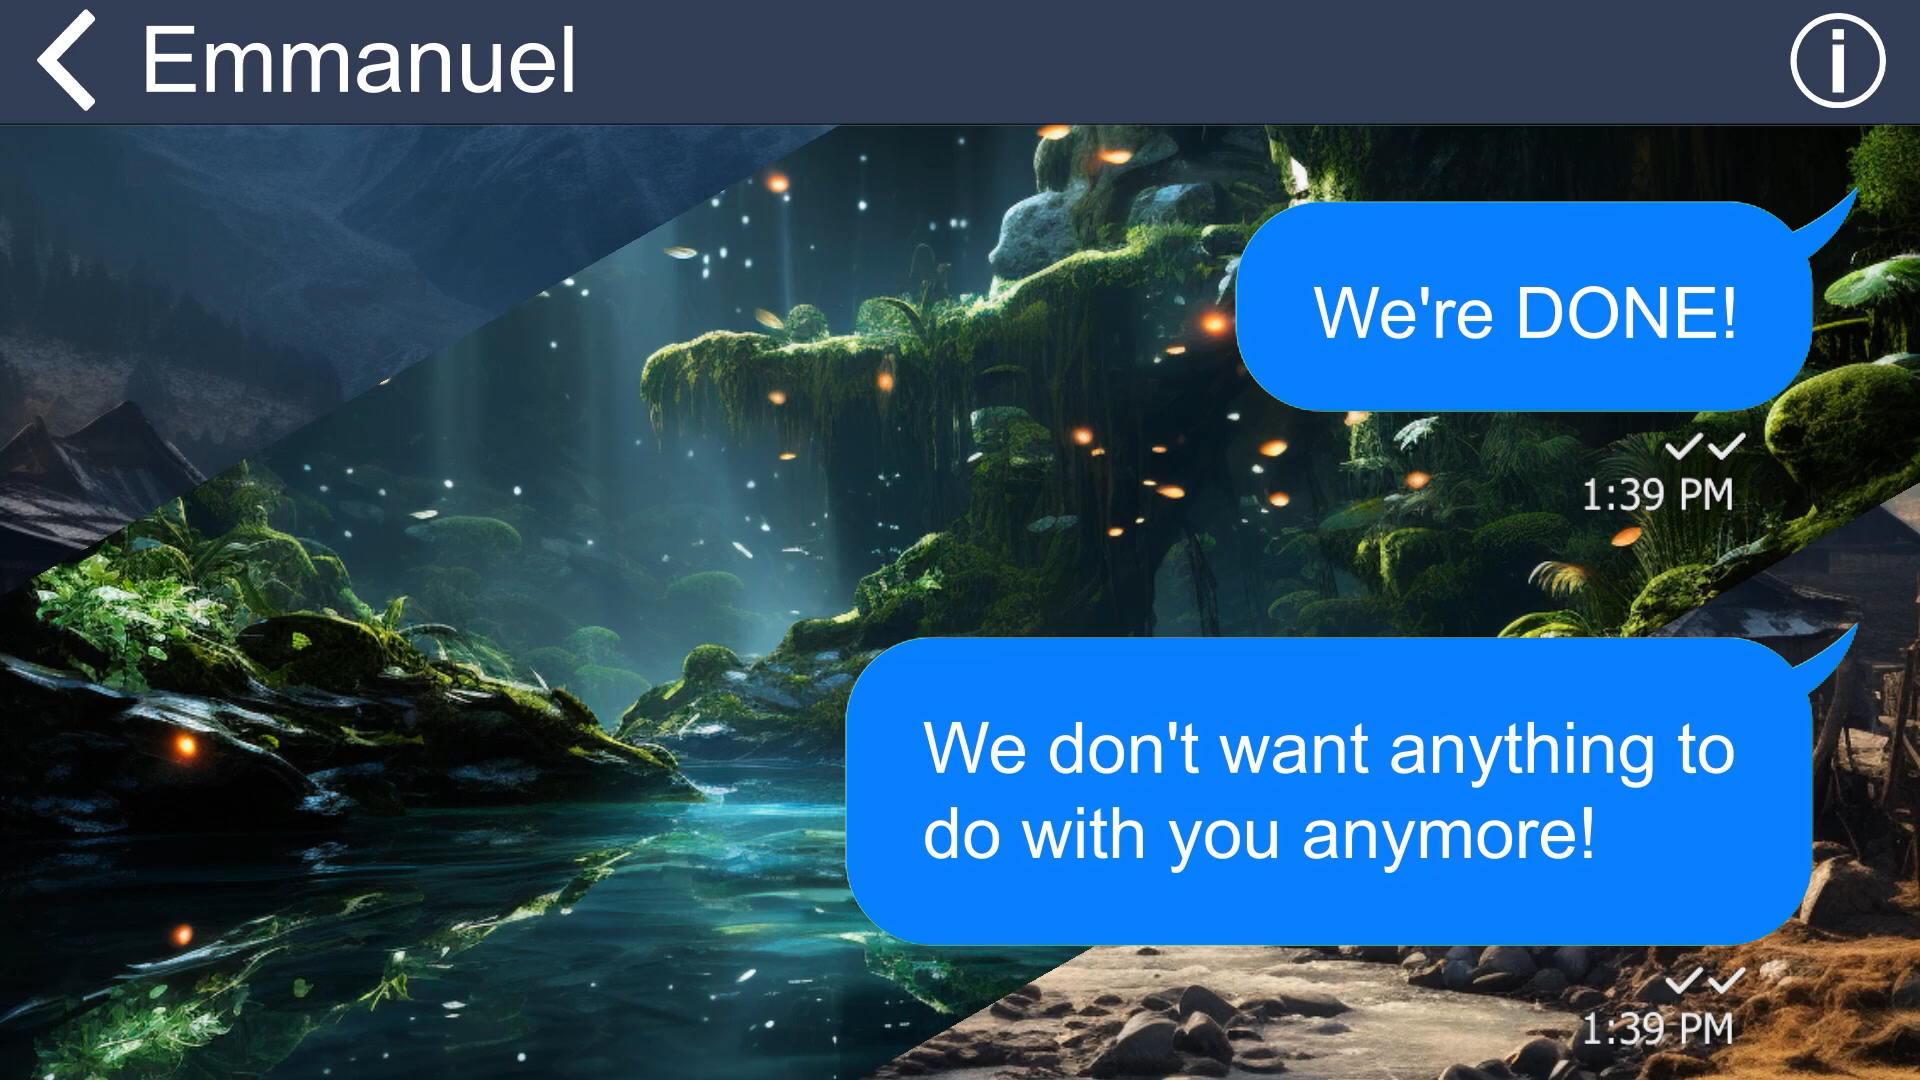 Emmanuel
We're DONE!
1:39 PM
We don't want anything to
do with you anymore!
1:39 PM